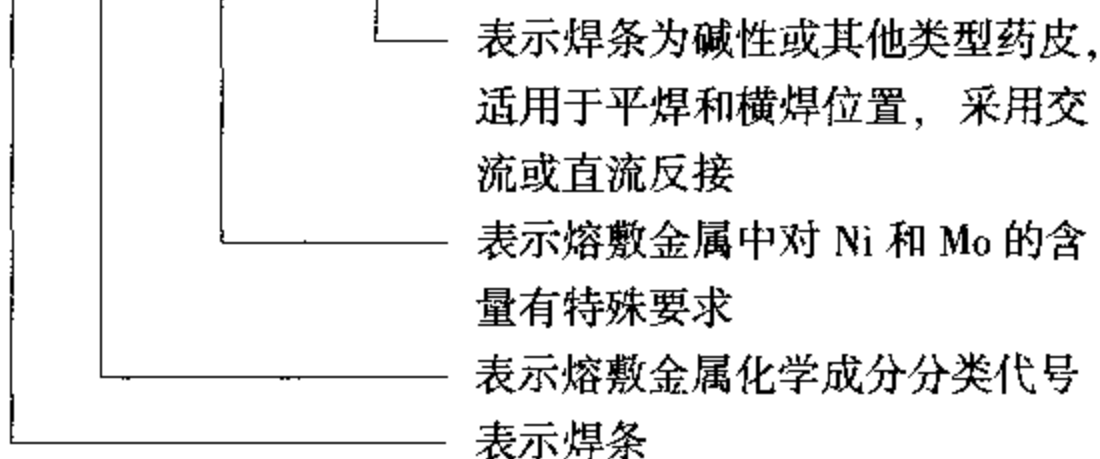 表示焊条为碱性或其他类型药皮，
适用于平焊和横焊位置，采用交
流或直流反接
表示熔敷金属中对 Ni 和 Mo 的含
量有特殊要求
表示熔敷金属化学成分分类代号
表示焊条